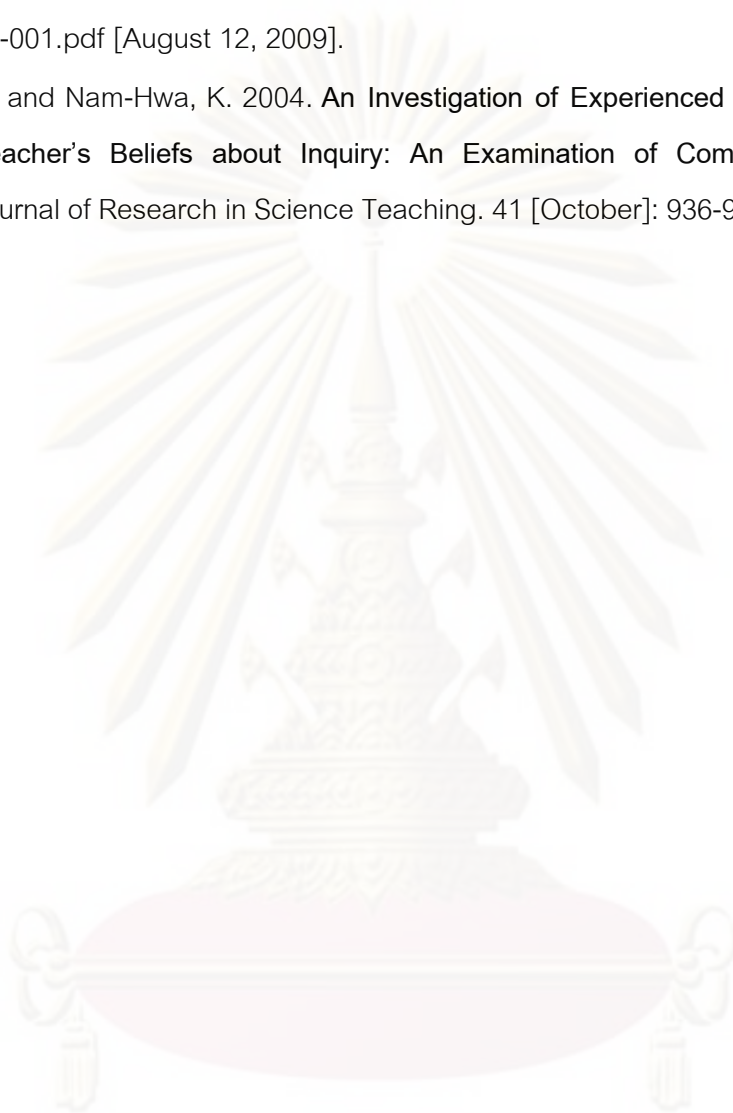 -001.pdf [August 12, 2009].
and Nam-Hwa, K. 2004. An Investigation of Experienced
eacher’s Beliefs about Inquiry: An Examination of Com
urnal of Research in Science Teaching. 41 [October]: 936-9